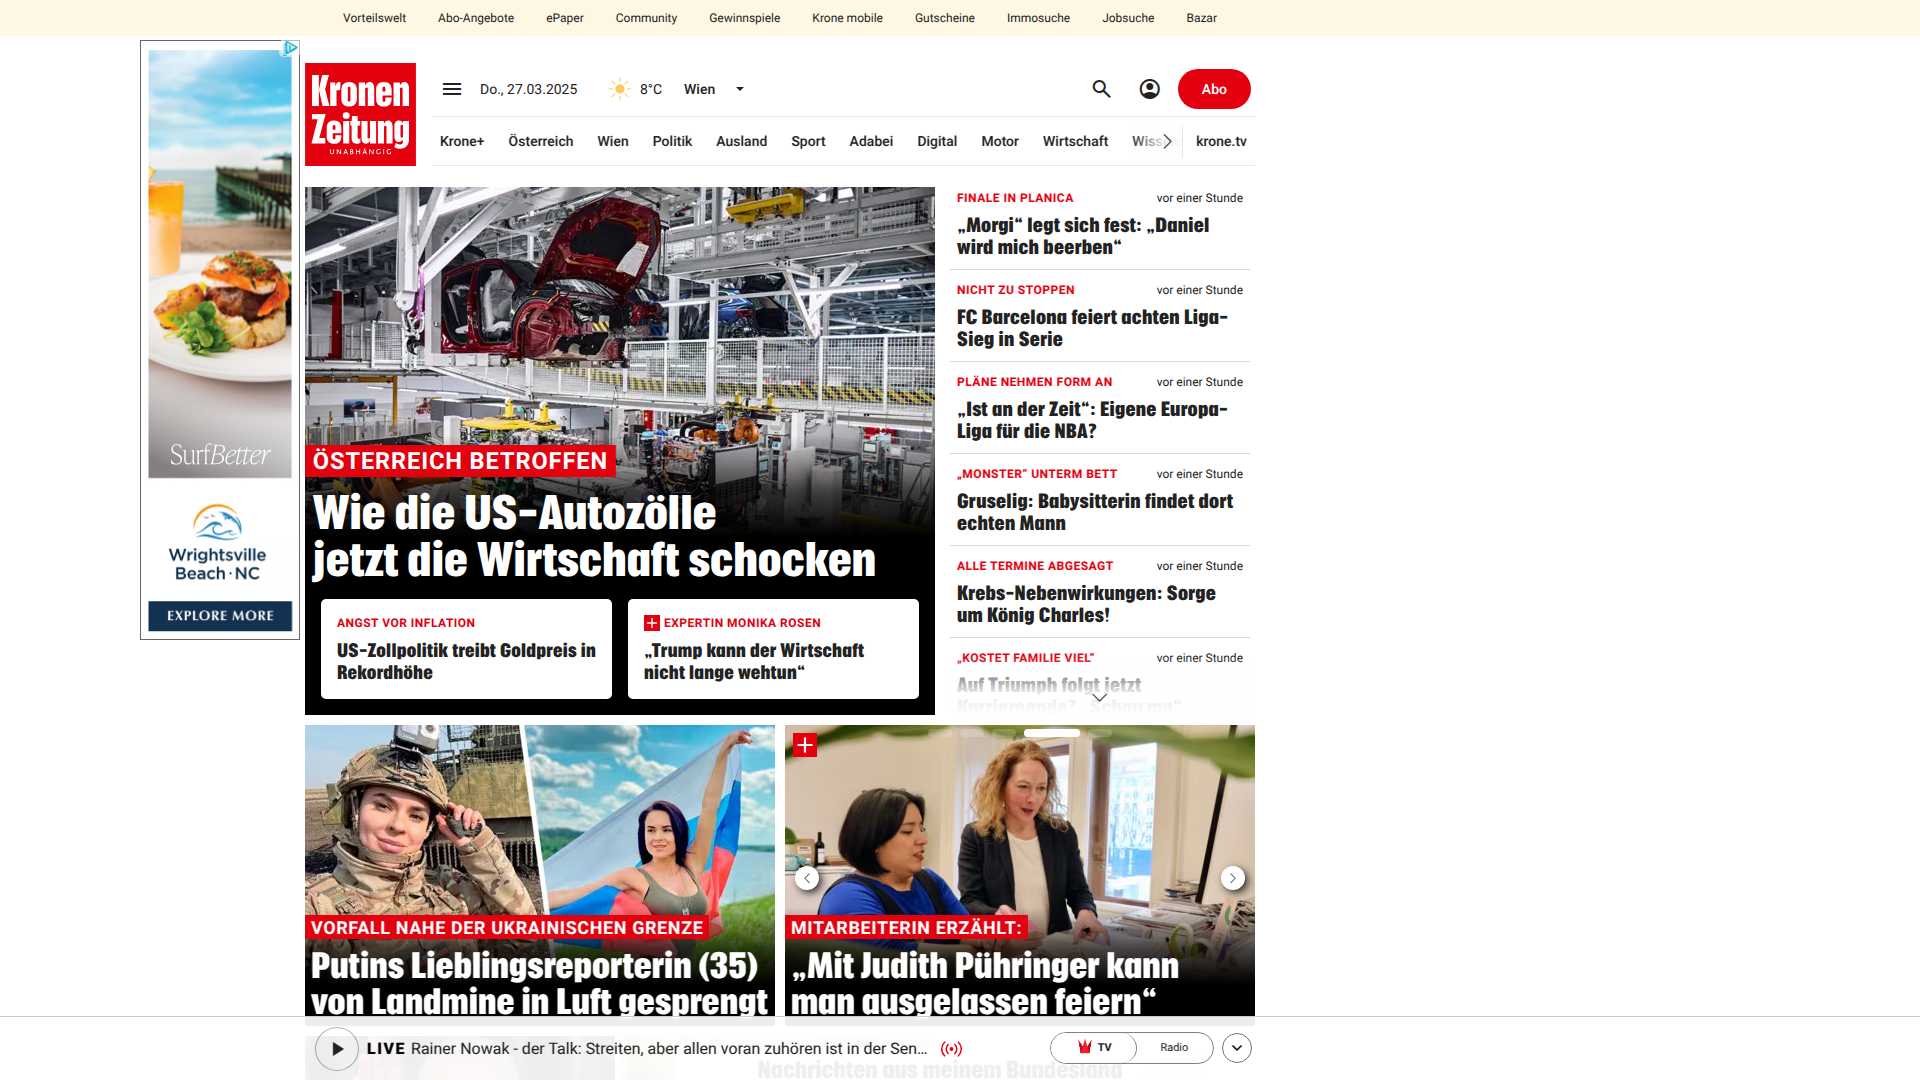 Vorteilswelt Abo-Angebote ePaper Community Gewinnspiele Krone mobile Gutscheine Immosuche Jobsuche Bazar
Kronen
Zeitung
UNABHÄNGIG
Do., 27.03.2025 8°C Wien
Abo
Krone+ Österreich Wien Politik Ausland Sport Adabei Digital Motor Wirtschaft Wiss krone.tv
SurfBetter
Wrightsville
Beach·NC
EXPLORE MORE
ÖSTERREICH BETROFFEN
Wie die US-Autozölle
jetzt die Wirtschaft schocken
ANGST VOR INFLATION
US-Zollpolitik treibt Goldpreis in
Rekordhöhe
EXPERTIN MONIKA ROSEN
„Trump kann der Wirtschaft
nicht lange wehtun“
FINALE IN PLANICA vor einer Stunde
„Morgi“ legt sich fest: „Daniel
wird mich beerben“
NICHT ZU STOPPEN vor einer Stunde
FC Barcelona feiert achten Liga-
Sieg in Serie
PLÄNE NEHMEN FORM AN vor einer Stunde
„Ist an der Zeit“: Eigene Europa-
Liga für die NBA?
„MONSTER“ UNTERM BETT vor einer Stunde
Gruselig: Babysitterin findet dort
echten Mann
ALLE TERMINE ABGESAGT vor einer Stunde
Krebs-Nebenwirkungen: Sorge
um König Charles!
„KOSTET FAMILIE VIEL“ vor einer Stunde
Auf Triumph folgt jetzt
Karriereende? „Schau ma“
VORFALL NAHE DER UKRAINISCHEN GRENZE
Putins Lieblingsreporterin (35)
von Landmine in Luft gesprengt
MITARBEITERIN ERZÄHLT:
„Mit Judith Pühringer kann
man ausgelassen feiern“
LIVE Rainer Nowak - der Talk: Streiten, aber allen voran zuhören ist in der Sen...
TV Radio
Nachrichten aus meinem Bundesland